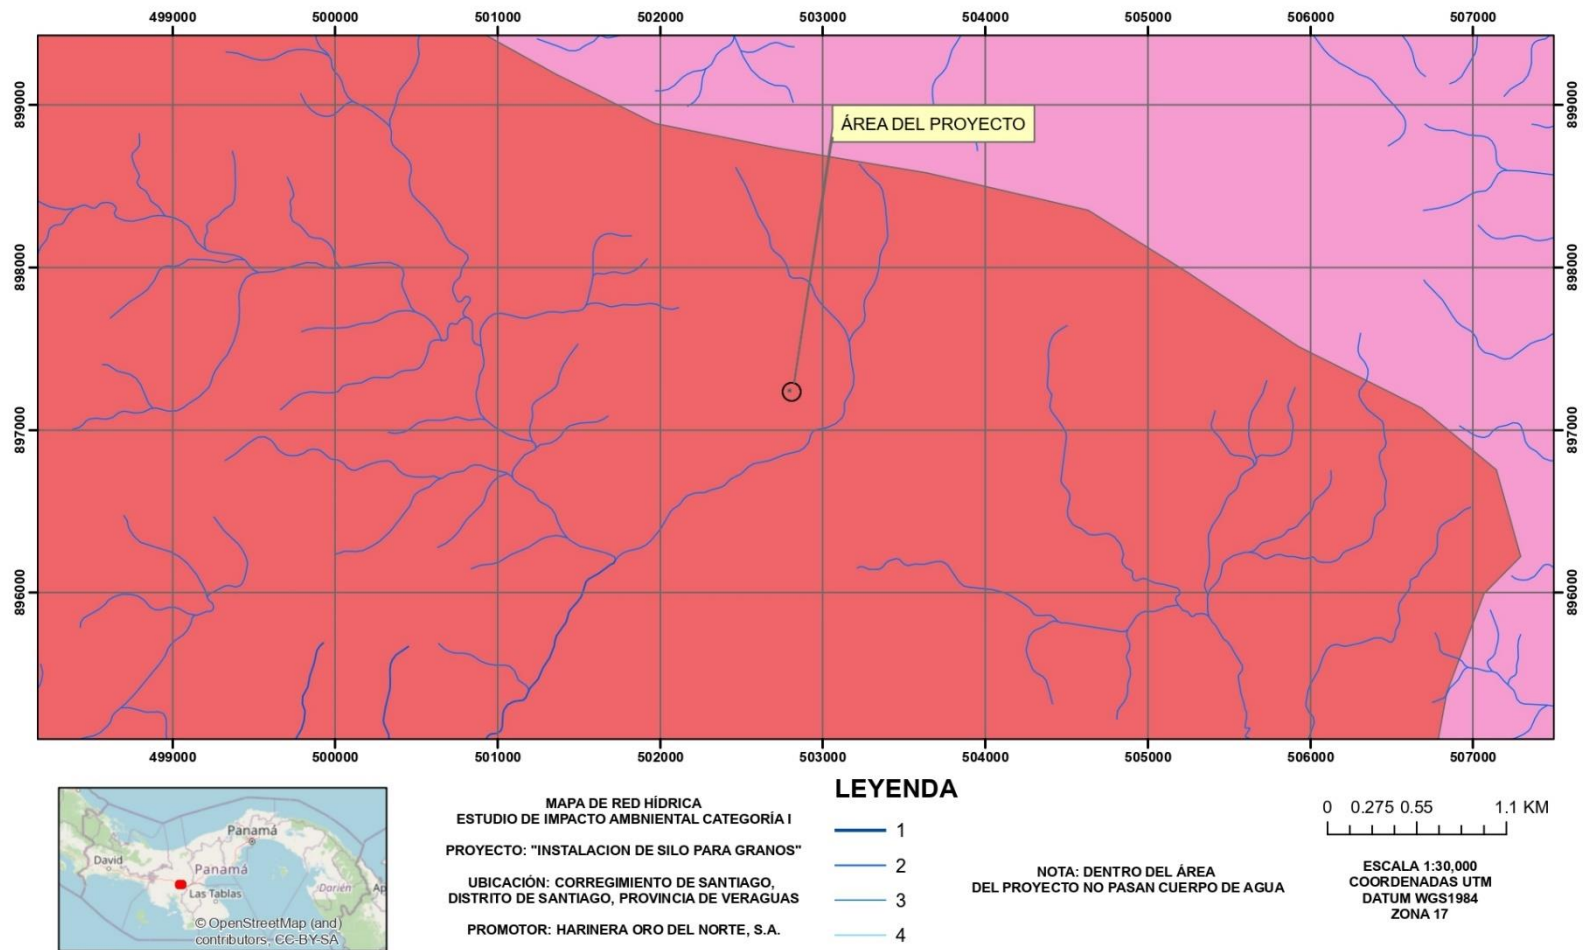 499000 500000 501000 502000 503000 504000 505000 506000 507000
899000 899000
ÁREA DEL PROYECTO
898000 898000
897000 897000
896000 896000
499000 500000 501000 502000 503000 504000 505000 506000 507000
Panamá
David
Panamá
Las Tablas
Darién
Ap
© OpenStreetMap (and)
contributors, CC-BY-SA
MAPA DE RED HÍDRICA
ESTUDIO DE IMPACTO AMBNIENTAL CATEGORÍA I
PROYECTO: "INSTALACION DE SILO PARA GRANOS"
UBICACIÓN: CORREGIMIENTO DE SANTIAGO,
DISTRITO DE SANTIAGO, PROVINCIA DE VERAGUAS
PROMOTOR: HARINERA ORO DEL NORTE, S.A.
LEYENDA
1
2
3
4
NOTA: DENTRO DEL ÁREA
DEL PROYECTO NO PASAN CUERPO DE AGUA
0 0.275 0.55 1.1 KM
ESCALA 1:30,000
COORDENADAS UTM
DATUM WGS1984
ZONA 17